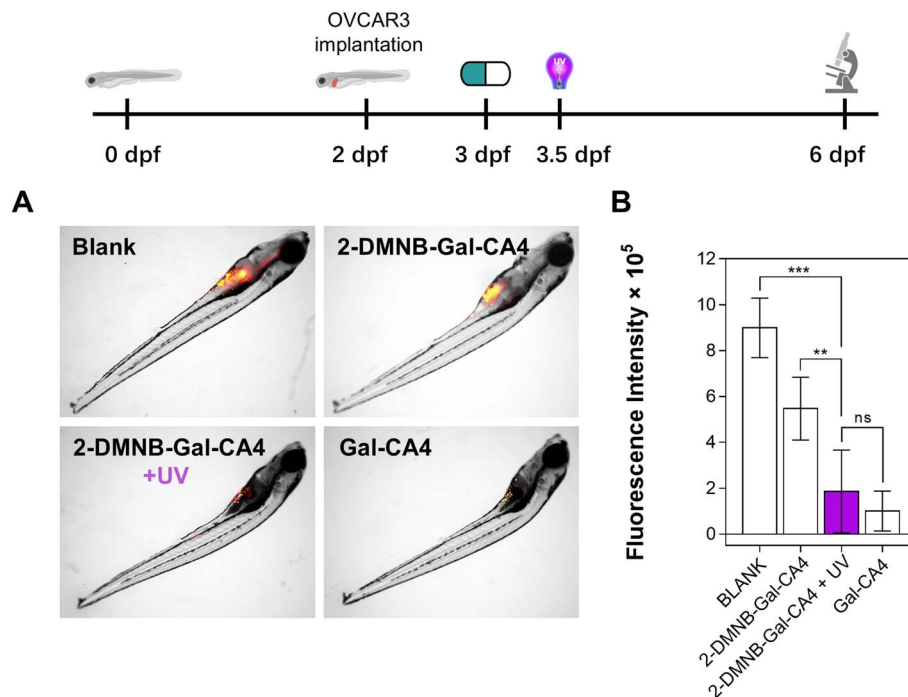 OVCAR3
implantation
UV
0 dpf
2 dpf
3 dpf
3.5 dpf
6 dpf
A
Blank
2-DMNB-Gal-CA4
2-DMNB-Gal-CA4
+UV
Gal-CA4
B
Fluorescence Intensity × 10⁵
12
10
8
6
4
2
0
***
**
ns
BLANK
2-DMNB-Gal-CA4
2-DMNB-Gal-CA4 + UV
Gal-CA4